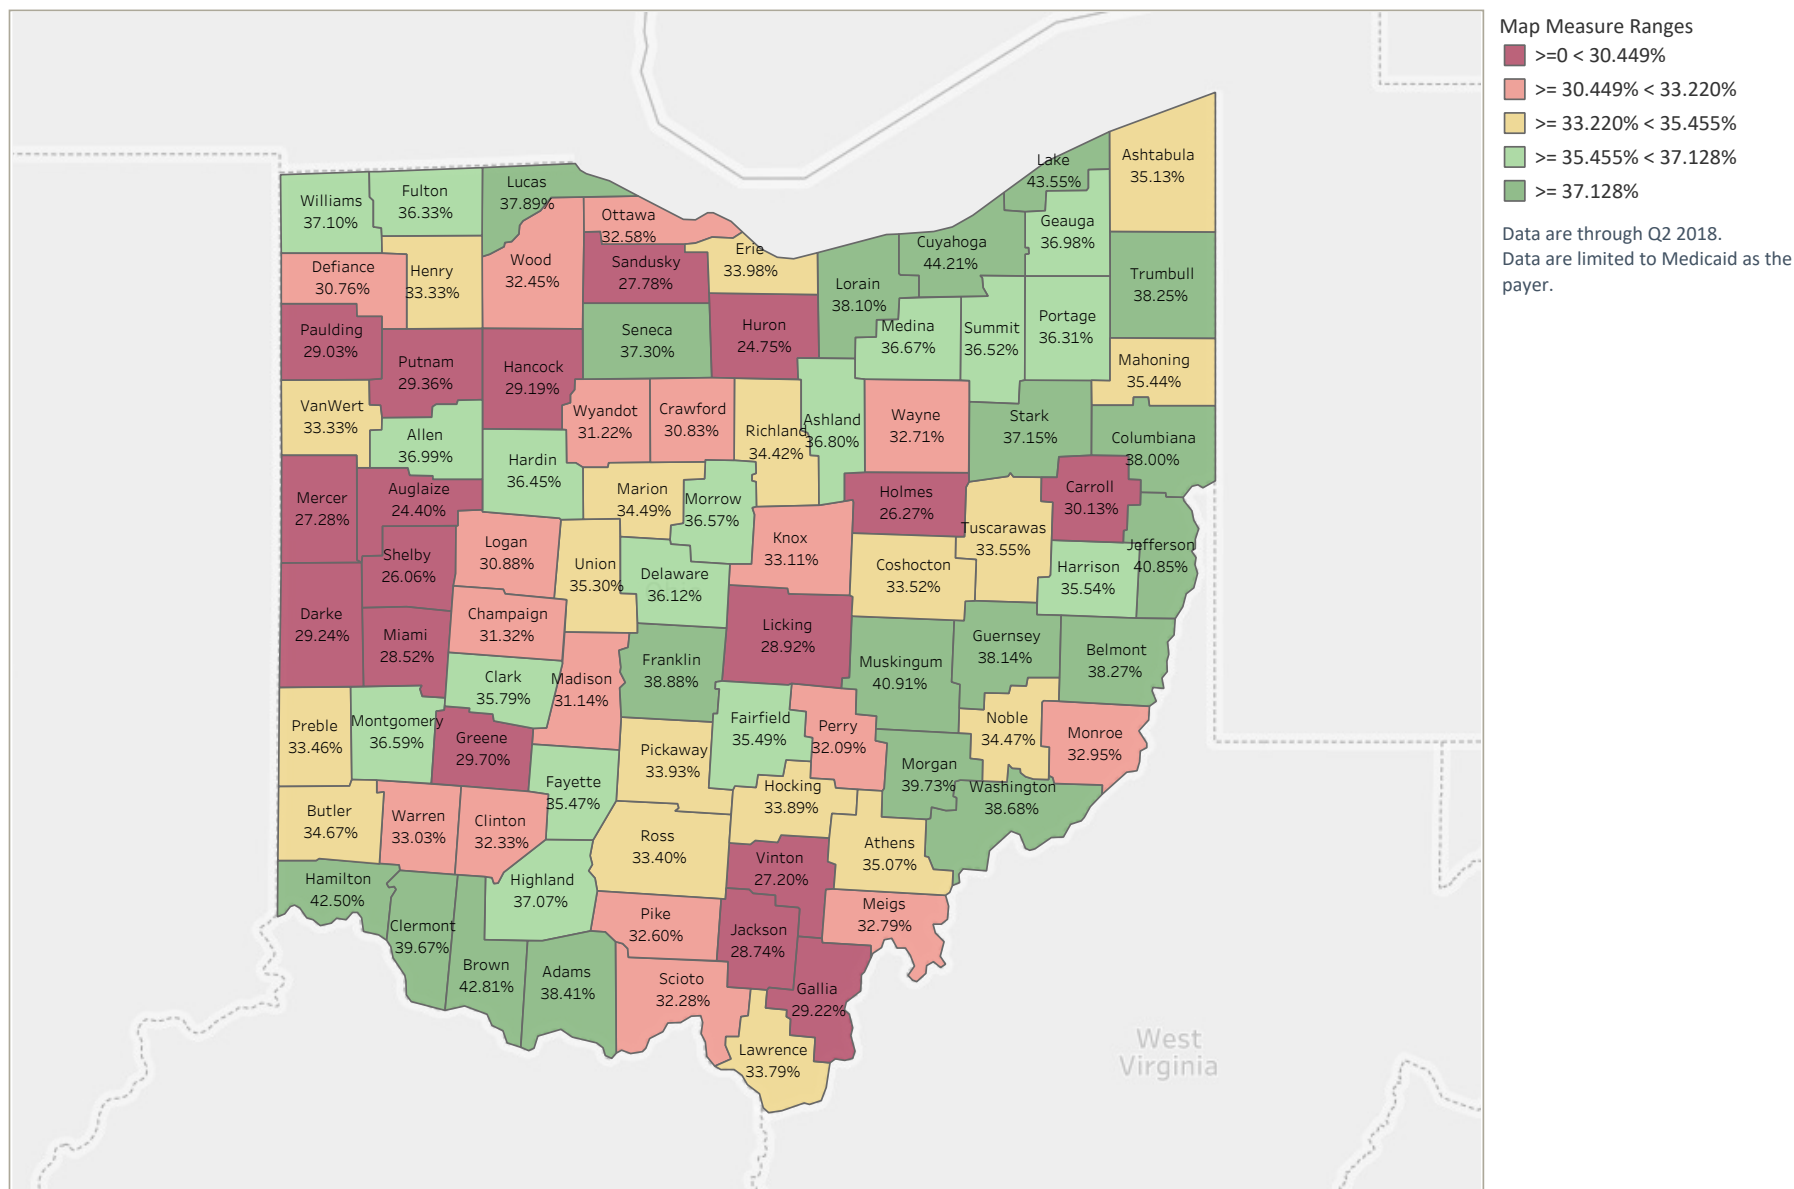 Map Measure Ranges
>=0 < 30.449%
>= 30.449% < 33.220%
>= 33.220% < 35.455%
>= 35.455% < 37.128%
>= 37.128%
Data are through Q2 2018.
Data are limited to Medicaid as the
payer.
Williams
37.10%
Fulton
36.33%
Lucas
37.89%
Ottawa
32.58%
Lake
43.55%
Ashtabula
35.13%
Geauga
36.98%
Cuyahoga
44.21%
Erie
33.98%
Defiance
30.76%
Henry
33.33%
Wood
32.45%
Sandusky
27.78%
Lorain
38.10%
Trumbull
38.25%
Paulding
29.03%
Putnam
29.36%
Hancock
29.19%
Seneca
37.30%
Huron
24.75%
Medina
36.67%
Summit
36.52%
Portage
36.31%
Mahoning
35.44%
VanWert
33.33%
Allen
36.99%
Wyandot
31.22%
Crawford
30.83%
Richland
34.42%
Ashland
36.80%
Wayne
32.71%
Stark
37.15%
Columbiana
38.00%
Hardin
36.45%
Mercer
27.28%
Auglaize
24.40%
Marion
34.49%
Morrow
36.57%
Holmes
26.27%
Carroll
30.13%
Tuscarawas
33.55%
Jefferson
40.85%
Shelby
26.06%
Logan
30.88%
Union
35.30%
Knox
33.11%
Coshocton
33.52%
Harrison
35.54%
Delaware
36.12%
Darke
29.24%
Miami
28.52%
Champaign
31.32%
Licking
28.92%
Guernsey
38.14%
Belmont
38.27%
Clark
35.79%
Madison
31.14%
Franklin
38.88%
Muskingum
40.91%
Preble
33.46%
Montgomery
36.59%
Greene
29.70%
Fairfield
35.49%
Perry
32.09%
Noble
34.47%
Monroe
32.95%
Pickaway
33.93%
Morgan
39.73%
Washington
38.68%
Fayette
35.47%
Hocking
33.89%
Butler
34.67%
Warren
33.03%
Clinton
32.33%
Ross
33.40%
Athens
35.07%
Vinton
27.20%
Hamilton
42.50%
Highland
37.07%
Clermont
39.67%
Pike
32.60%
Meigs
32.79%
Jackson
28.74%
Brown
42.81%
Adams
38.41%
Scioto
32.28%
Gallia
29.22%
Lawrence
33.79%
West
Virginia